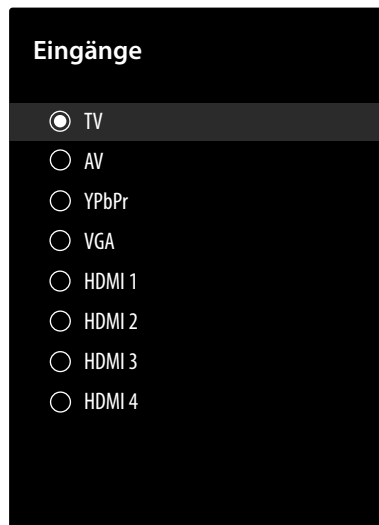 Eingänge
TV
AV
YPbPr
VGA
HDMI 1
HDMI 2
HDMI 3
HDMI 4